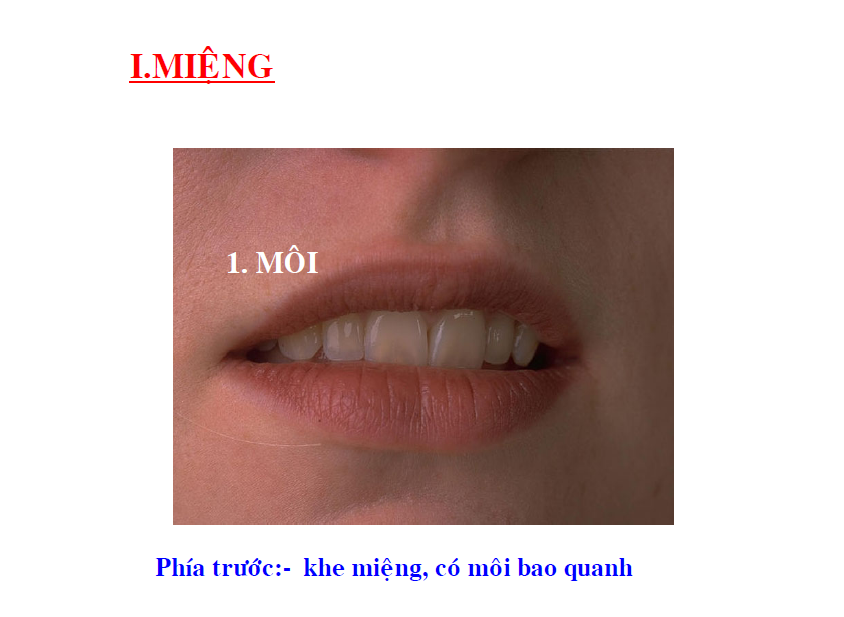 I.MIỆNG
1. MÔI
Phía trước:- khe miệng, có môi bao quanh